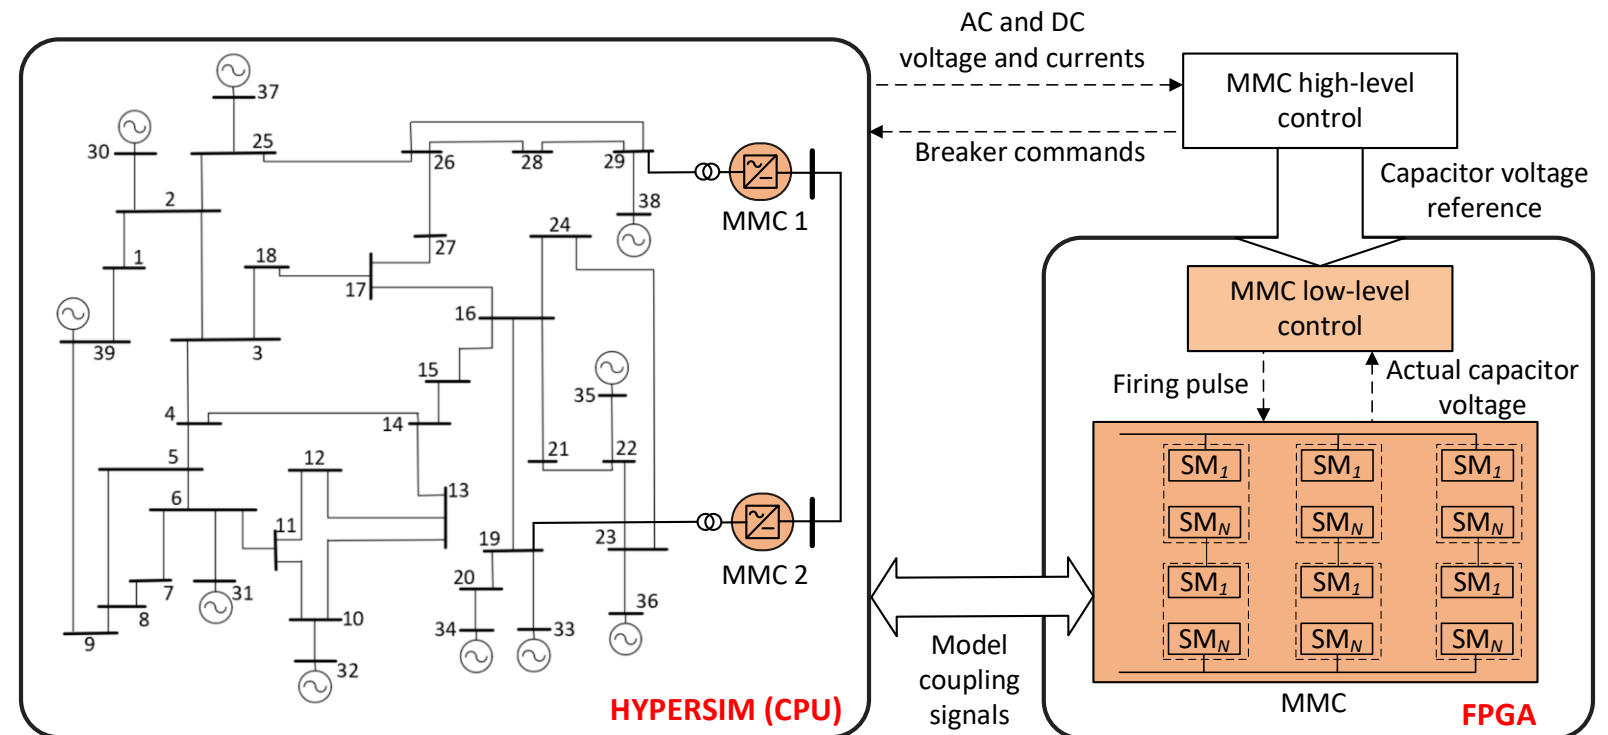 AC and DC
voltage and currents
Breaker commands
MMC high-level
control
Capacitor voltage
reference
MMC low-level
control
Firing pulse
Actual capacitor
voltage
SM1 SM1 SM1
SMN SMN SMN
SM1 SM1 SM1
SMN SMN SMN
MMC
FPGA
Model
coupling
signals
HYPERSIM (CPU)
MMC 1
MMC 2
37
30
25
26
28
29
2
38
24
27
1
18
17
16
39
3
15
35
4
14
21
22
5
12
13
6
11
19
23
20
7
31
8
10
36
9
34
33
32